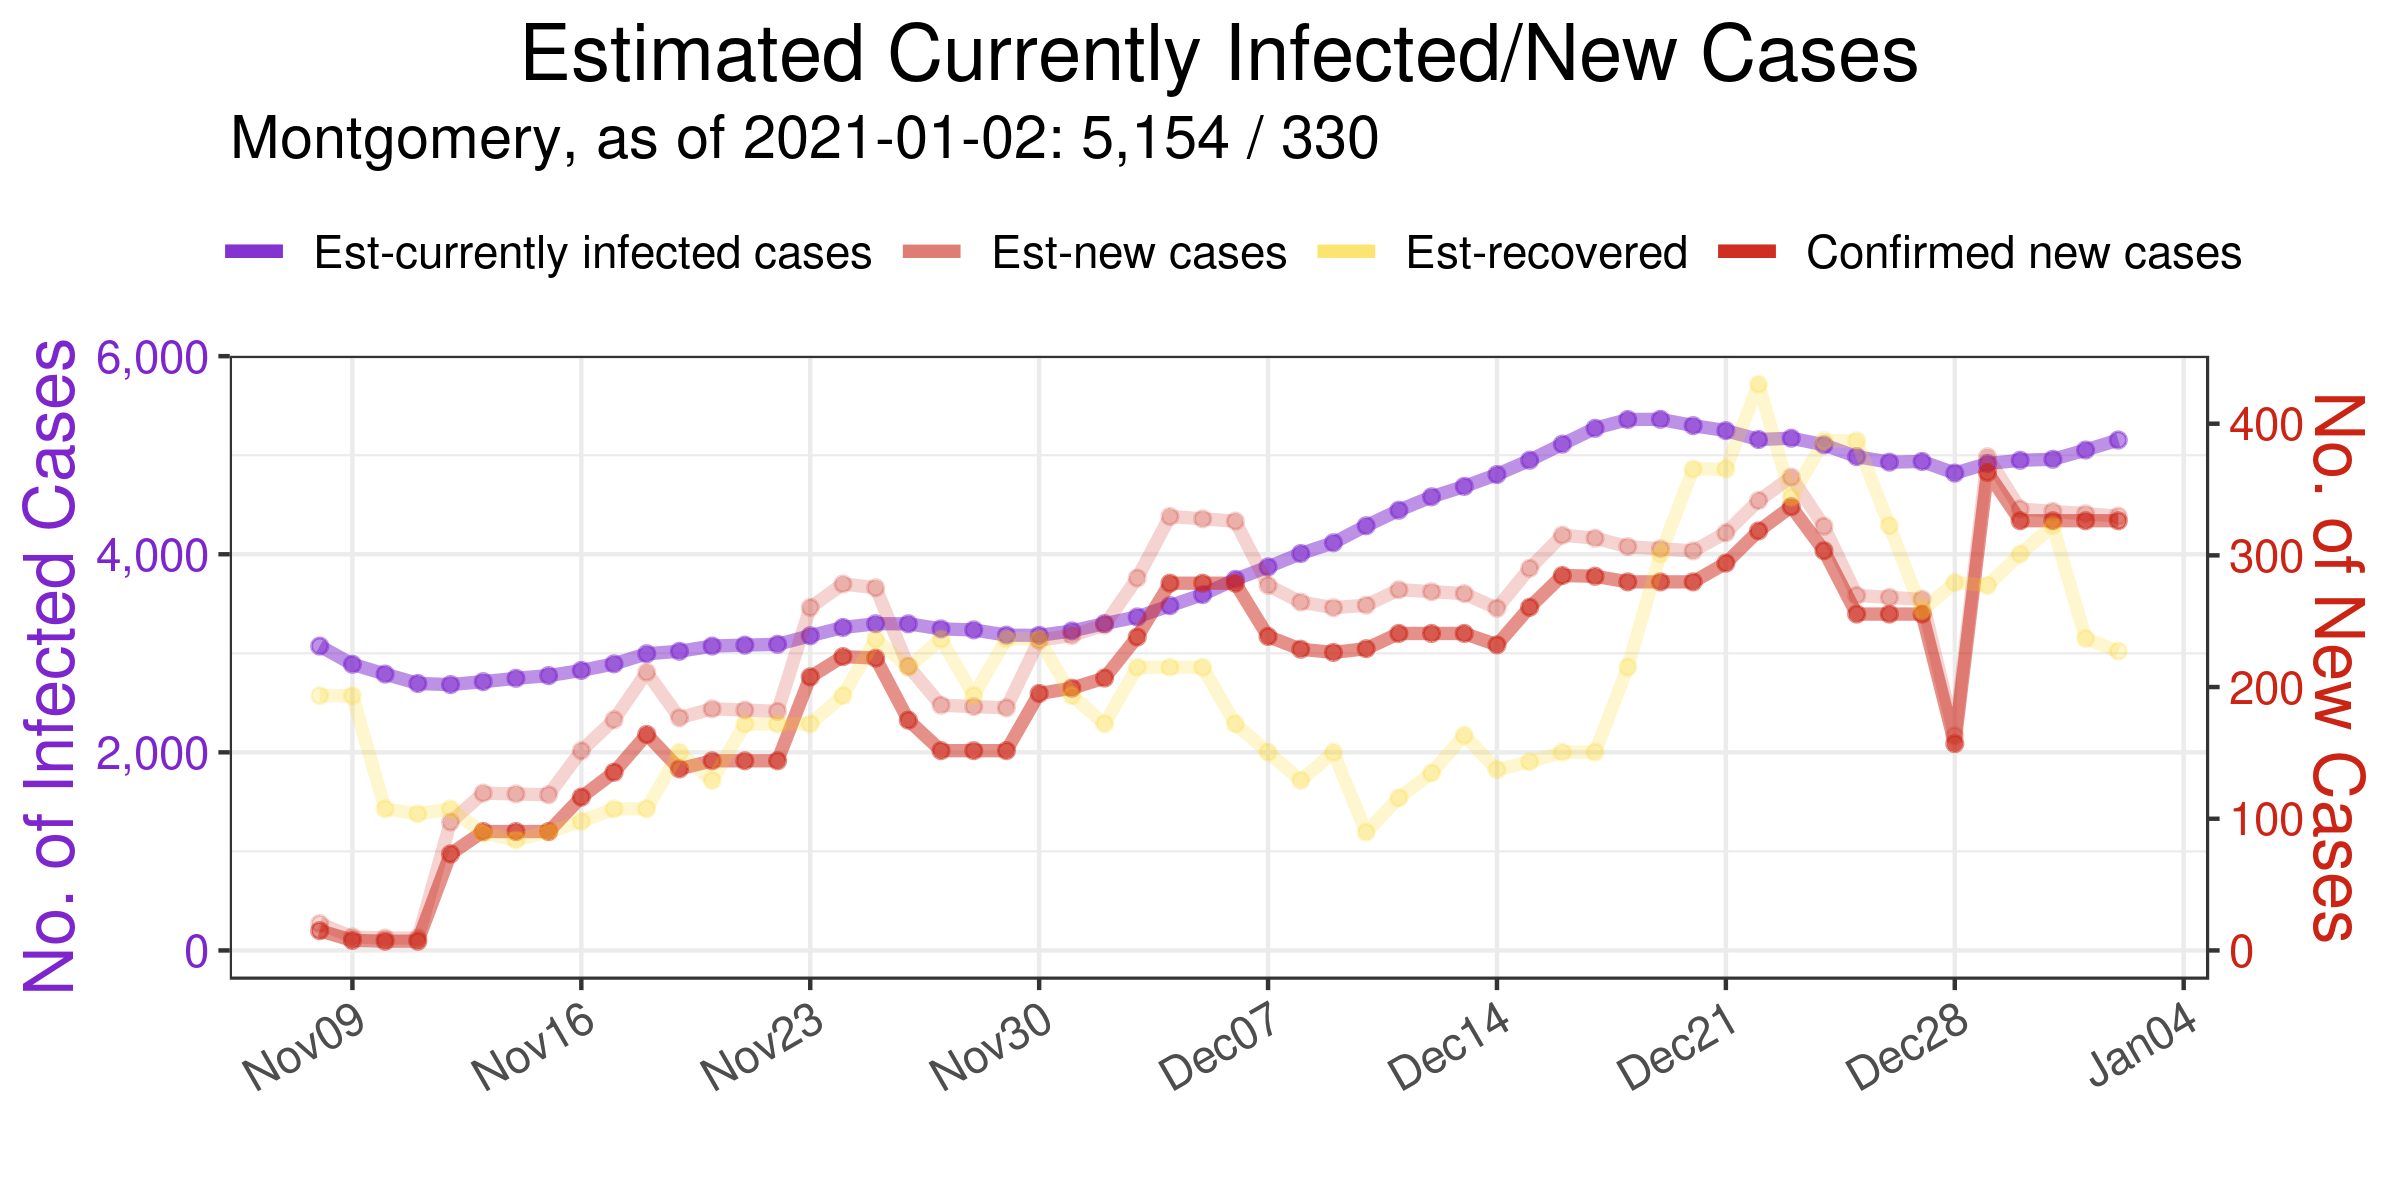 Estimated Currently Infected/New Cases
Montgomery, as of 2021-01-02: 5,154 / 330
Est-currently infected cases Est-new cases Est-recovered Confirmed new cases
No. of Infected Cases
6,000
4,000
2,000
0
400
300
200
100
0
No. of New Cases
Nov09 Nov16 Nov23 Nov30 Dec07 Dec14 Dec21 Dec28 Jan04